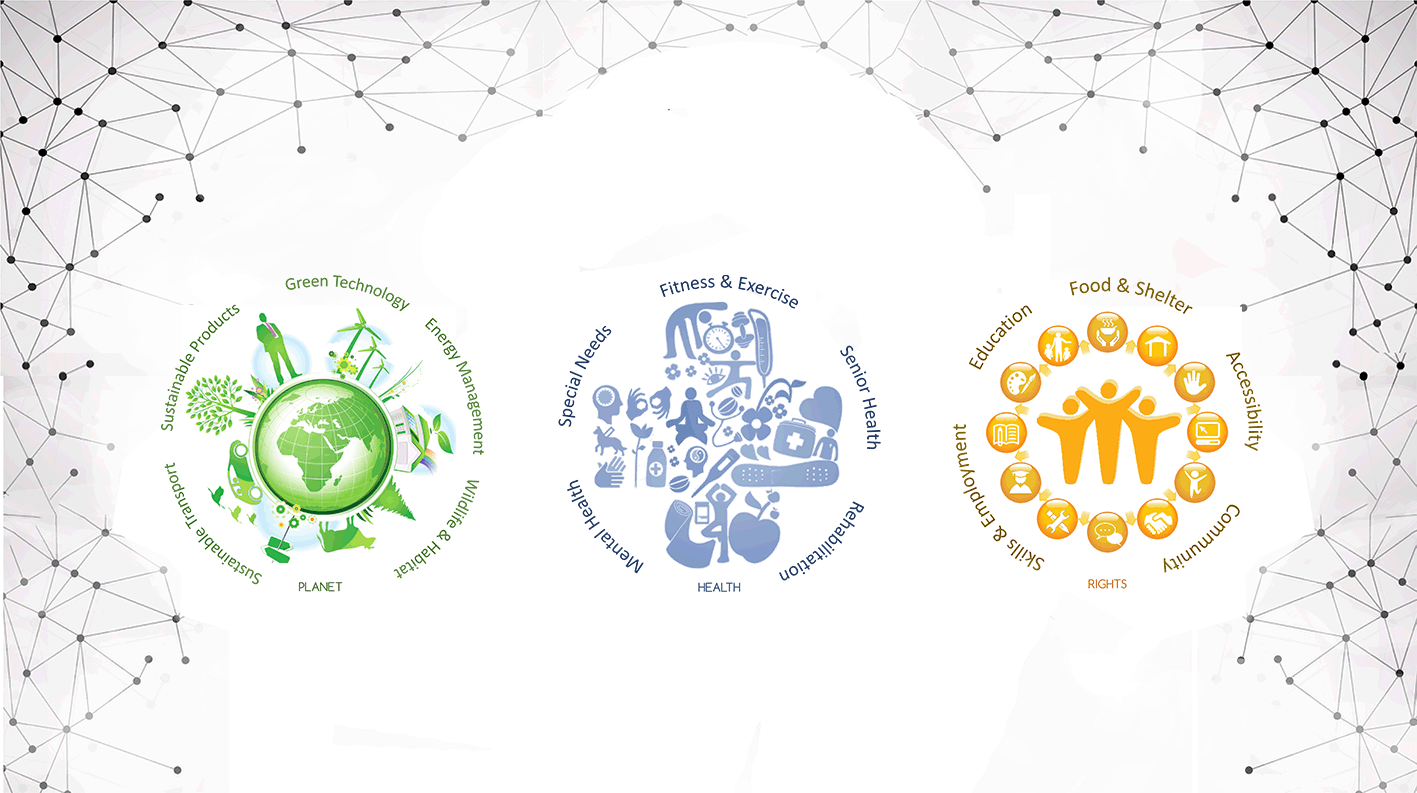 Green Technology
Energy Management
Wildlife & Habitat
Sustainable Transport
Sustainable Products
PLANET
Fitness & Exercise
Senior Health
Rehabilitation
Mental Health
Special Needs
HEALTH
Food & Shelter
Accessibility
Community
Skills & Employment
Education
RIGHTS